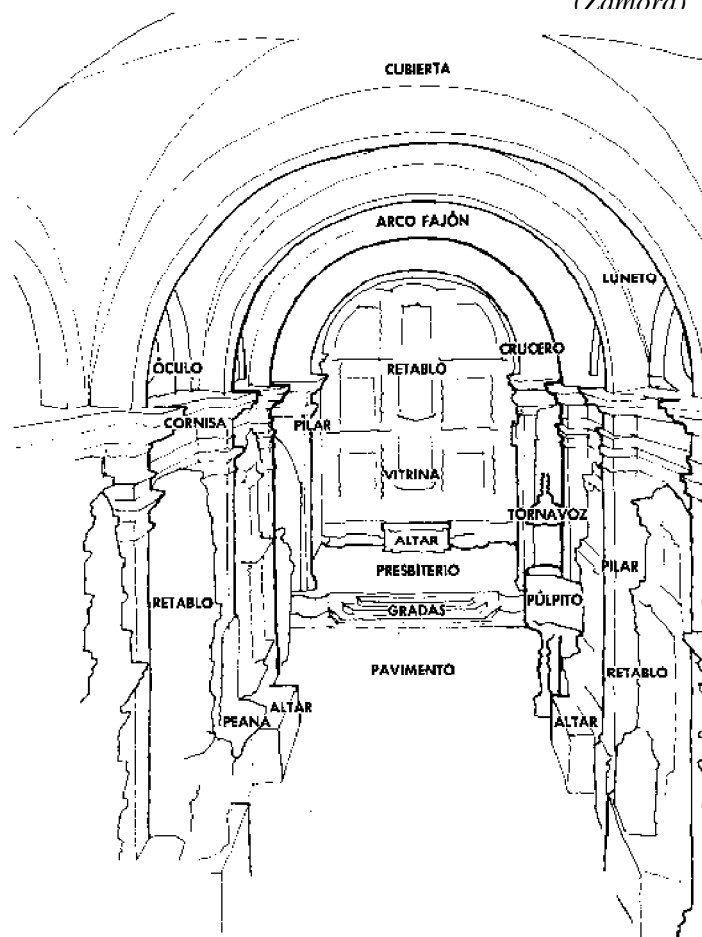 (Zamora)
CUBIERTA
ARCO FAJÓN
LUNETO
CRUCERO
ÓCULO
RETABLO
CORNISA
PILAR
VITRINA
TORNAVOZ
ALTAR
PRESBITERIO
PILAR
RETABLO
PÚLPITO
GRADAS
PAVIMENTO
RETABLO
ALTAR
PEANA
ALTAR